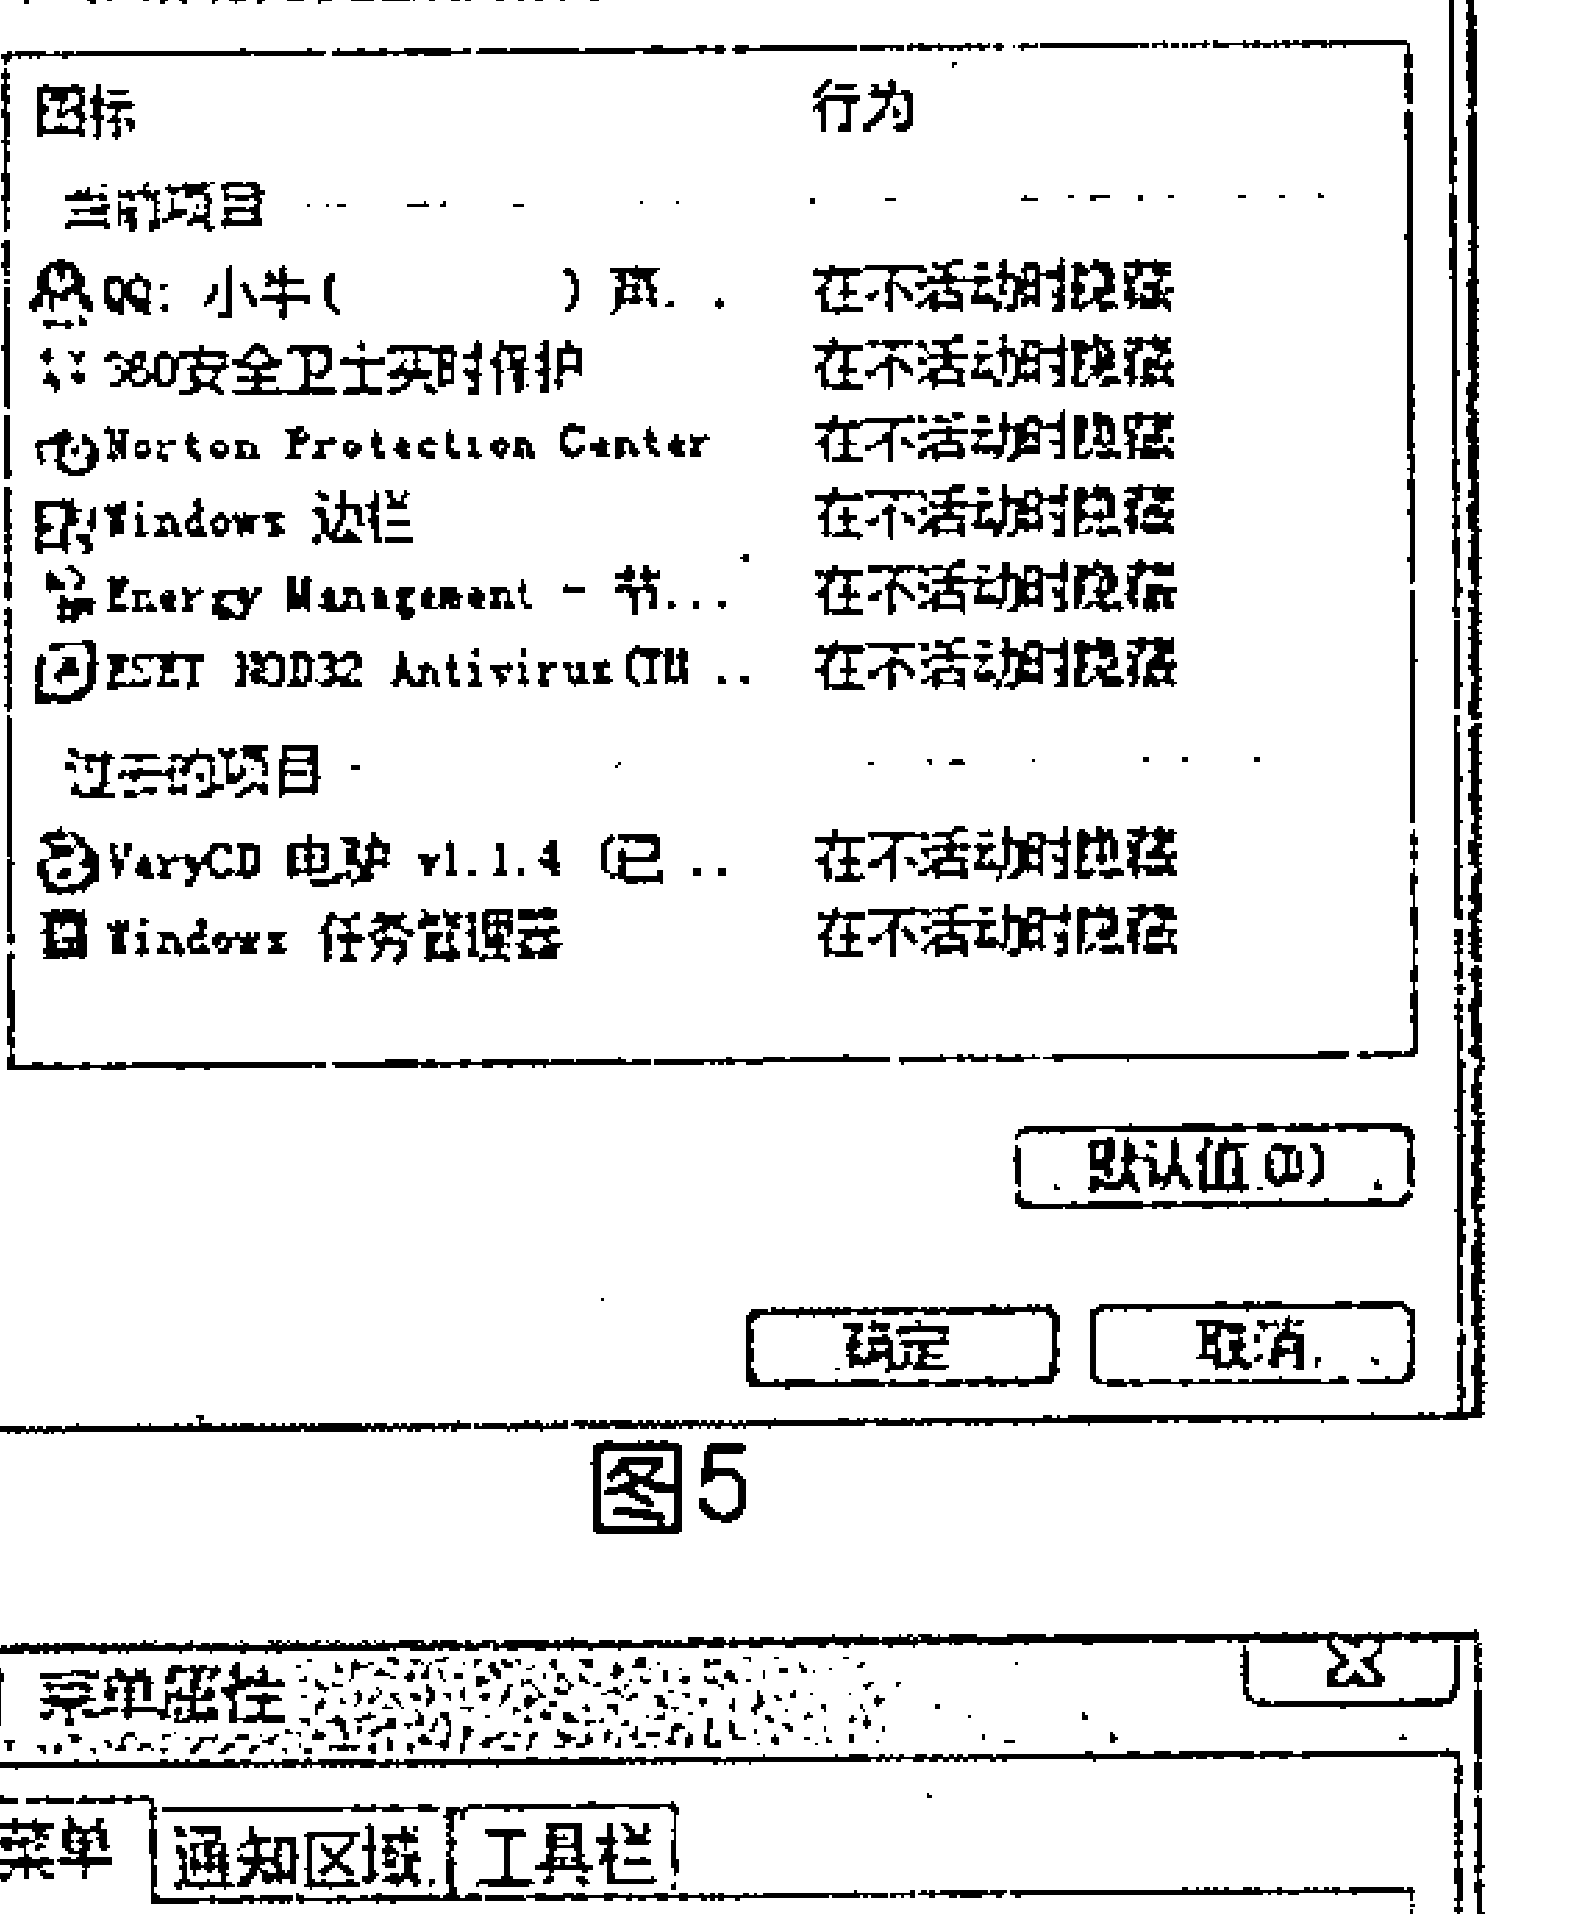 图标 行为
当前项目
QQ: 小牛( ) 声. . 在不活动时隐藏
360安全卫士实时保护 在不活动时隐藏
Norton Protection Center 在不活动时隐藏
Windows 边栏 在不活动时隐藏
Energy Management - 节... 在不活动时隐藏
ESET NOD32 Antivirus(TM .. 在不活动时隐藏
过去的项目
VeryCD 电驴 v1.1.4 (已 .. 在不活动时隐藏
Windows 任务管理器 在不活动时隐藏
默认值(D)
确定 取消
图5
菜单属性 X
菜单 通知区域 工具栏